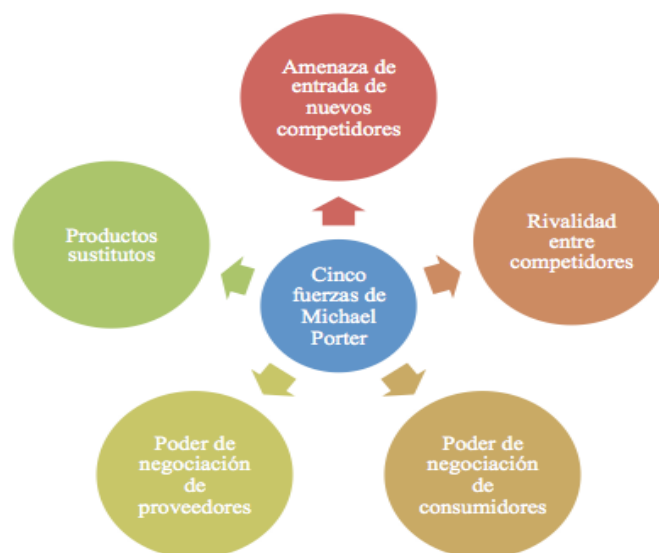 Amenaza de
entrada de
nuevos
competidores
Productos
sustitutos
Rivalidad
entre
competidores
Cinco
fuerzas de
Michael
Porter
Poder de
negociación
de
proveedores
Poder de
negociación
de
consumidores